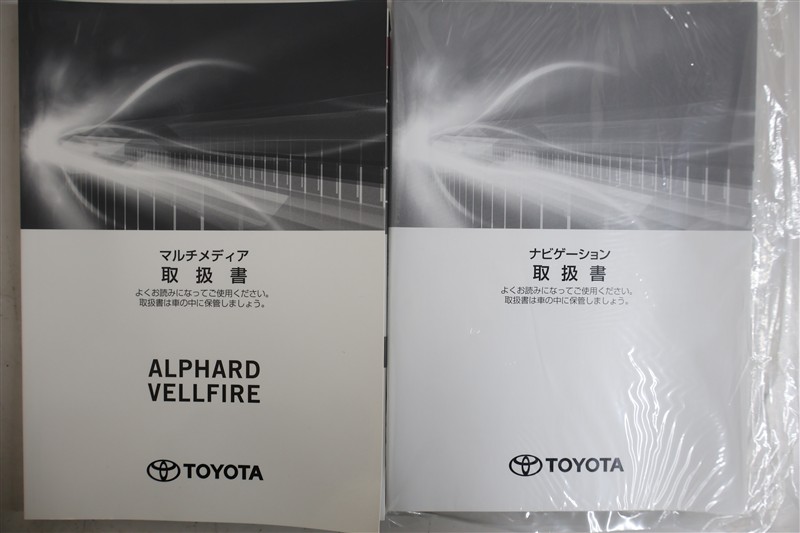 マルチメディア
取扱書
よくお読みになってご使用ください。
取扱書は車の中に保管しましょう。
ALPHARD
VELLFIRE
TOYOTA
ナビゲーション
取扱書
よくお読みになってご使用ください。
取扱書は車の中に保管しましょう。
TOYOTA